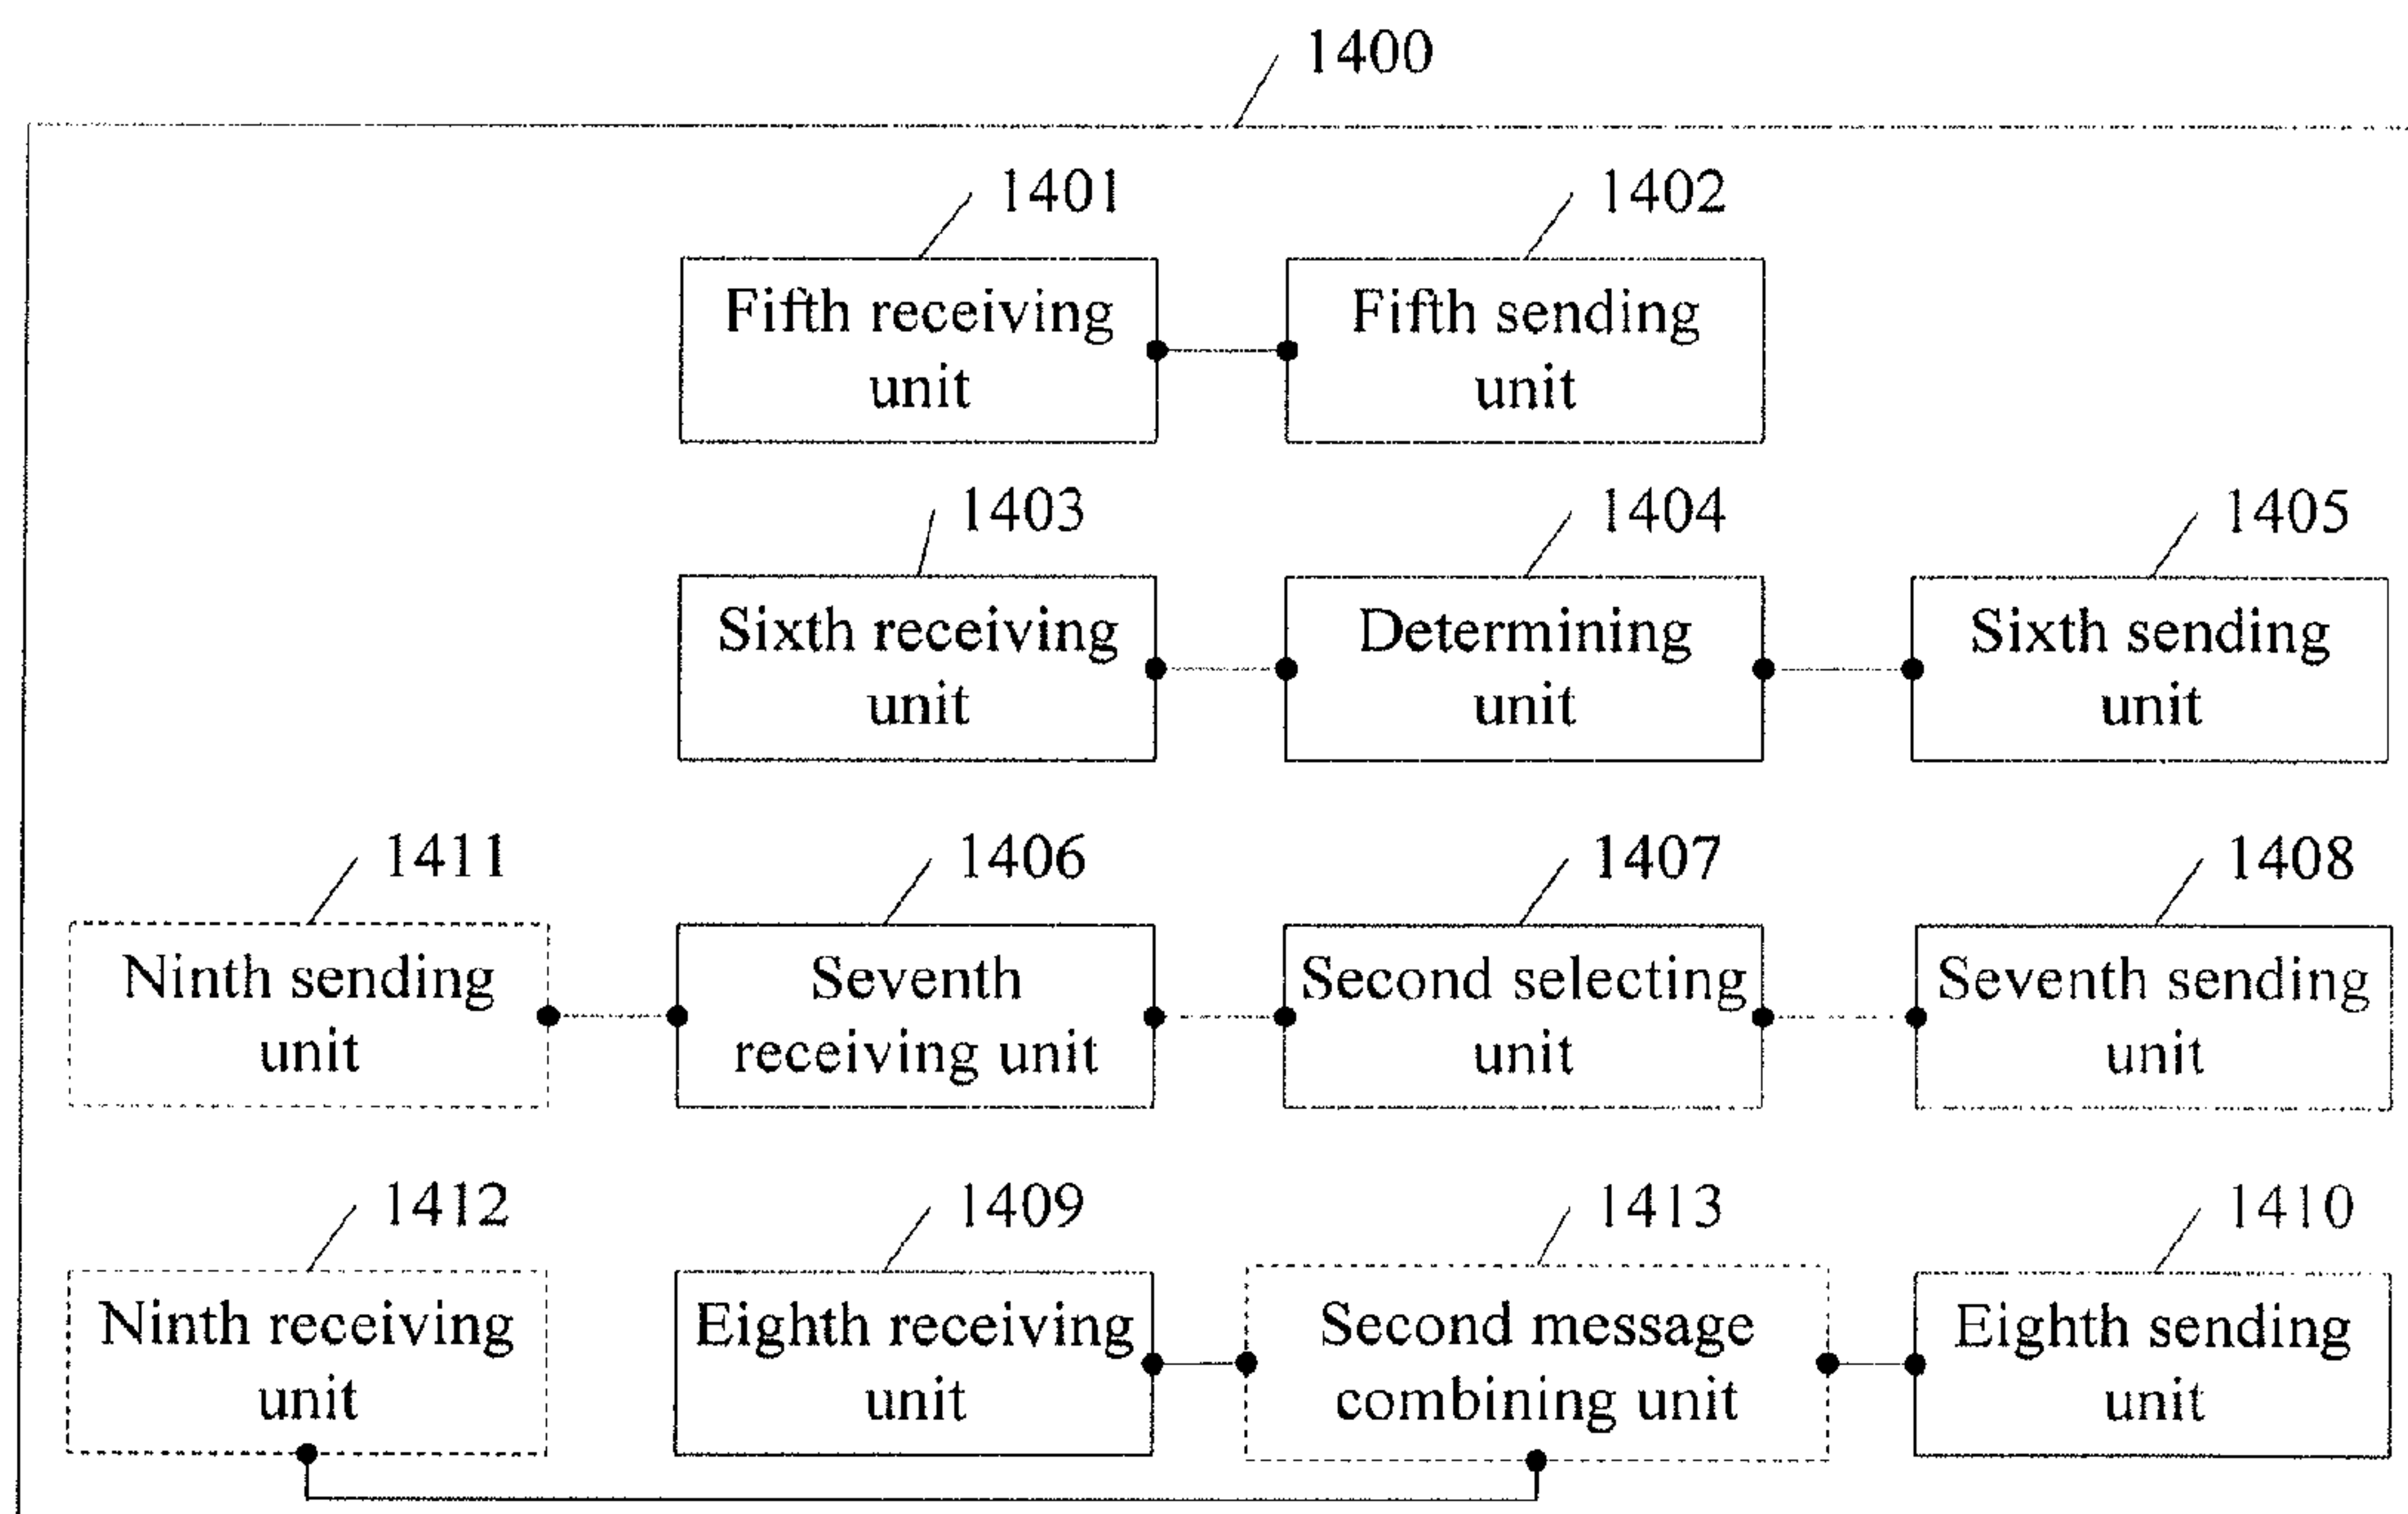 1400
1401
1402
Fifth receiving
unit
Fifth sending
unit
1403
1404
1405
Sixth receiving
unit
Determining
unit
Sixth sending
unit
1411
1406
1407
1408
Ninth sending
unit
Seventh
receiving unit
Second selecting
unit
Seventh sending
unit
1412
1409
1413
1410
Ninth receiving
unit
Eighth receiving
unit
Second message
combining unit
Eighth sending
unit